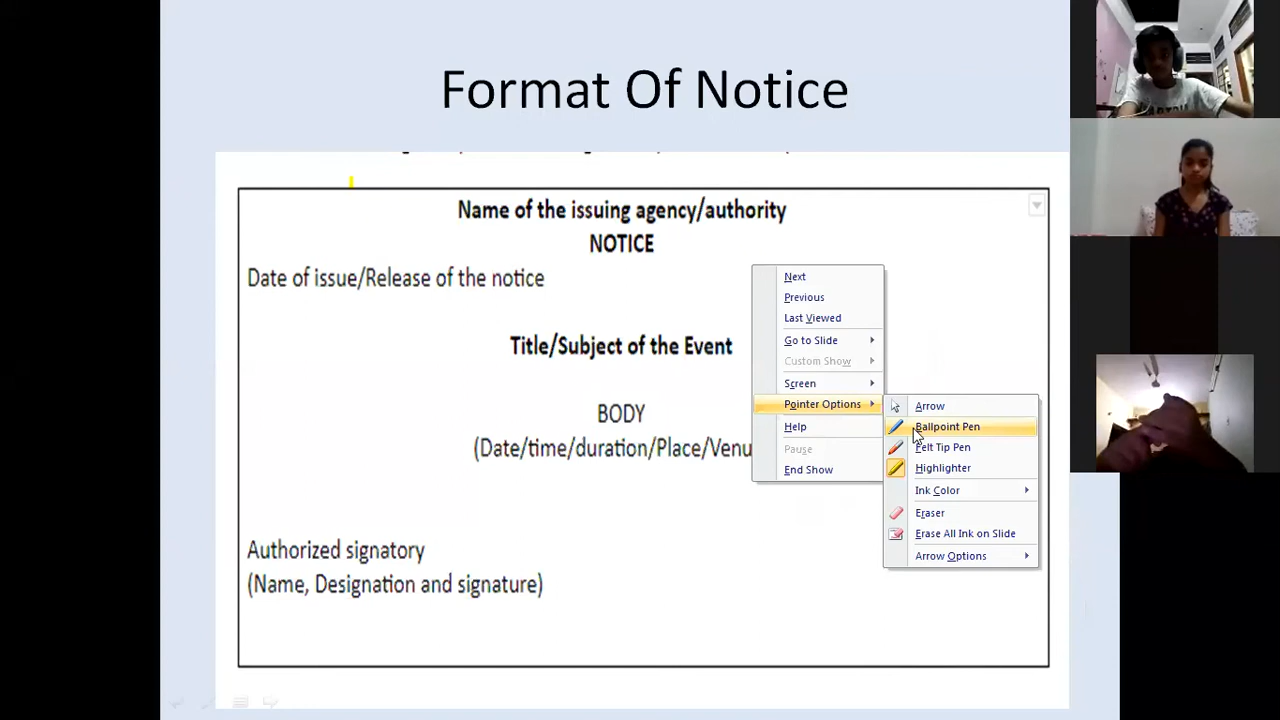 Format Of Notice
Name of the issuing agency/authority
NOTICE
Date of issue/Release of the notice
Title/Subject of the Event
BODY
(Date/time/duration/Place/Venu
Authorized signatory
(Name, Designation and signature)
Next
Previous
Last Viewed
Go to Slide
Custom Show
Screen
Pointer Options
Help
Pause
End Show
Arrow
Ballpoint Pen
Felt Tip Pen
Highlighter
Ink Color
Eraser
Erase All Ink on Slide
Arrow Options